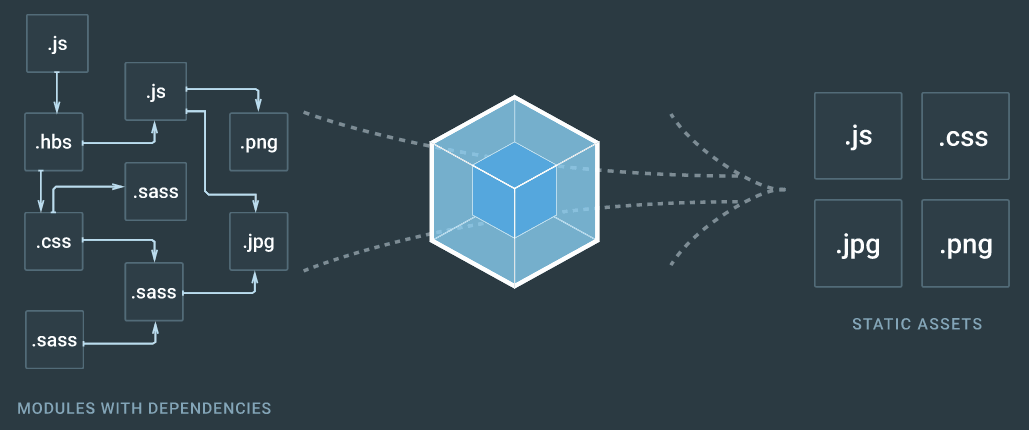 .js
.js
.hbs
.png
.sass
.css
.jpg
.sass
.sass
MODULES WITH DEPENDENCIES
.js
.css
.jpg
.png
STATIC ASSETS